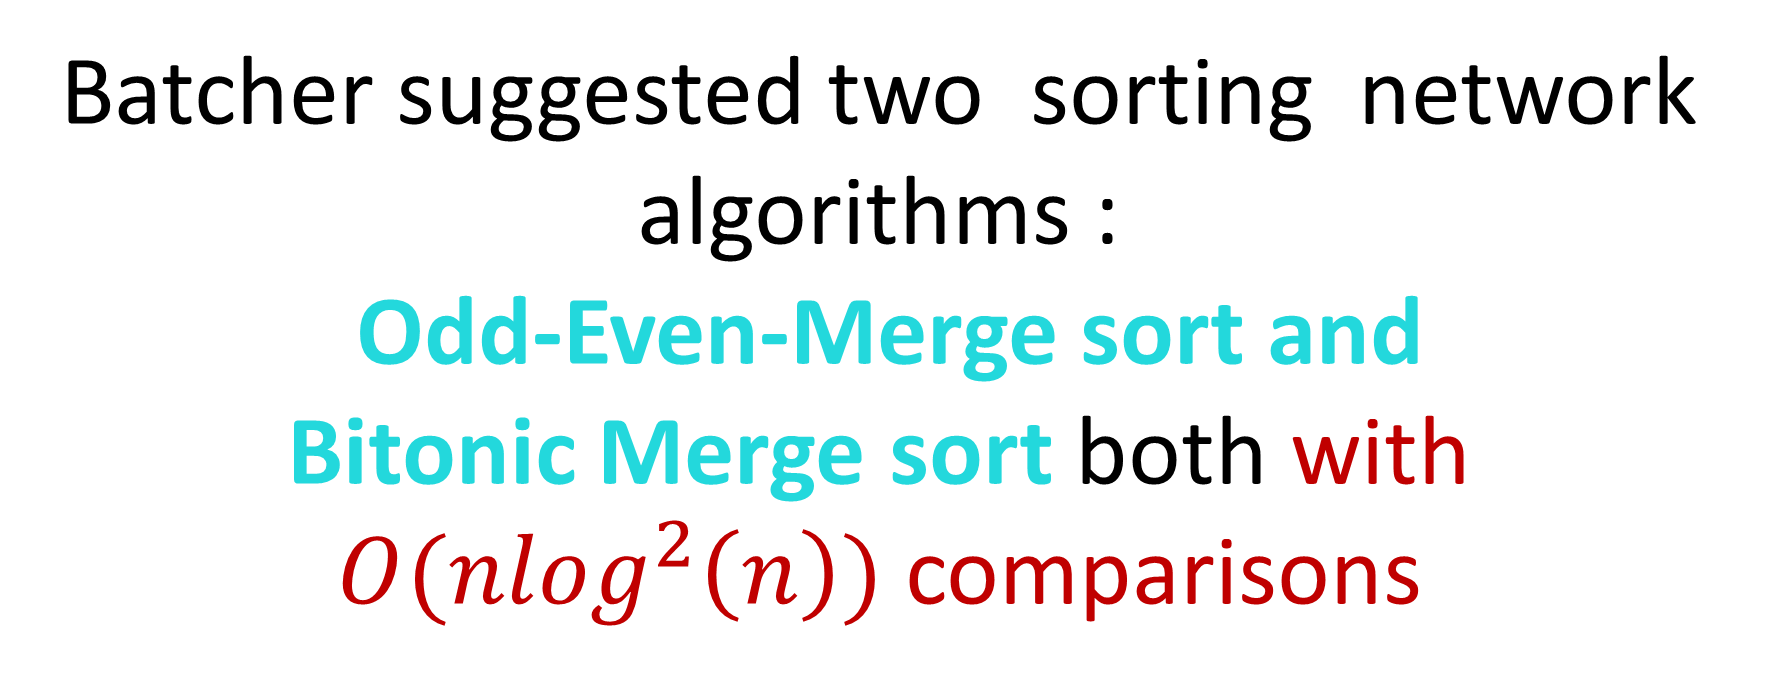 Batcher suggested two sorting network
algorithms :
Odd-Even-Merge sort and
Bitonic Merge sort both with
O(nlog²(n)) comparisons